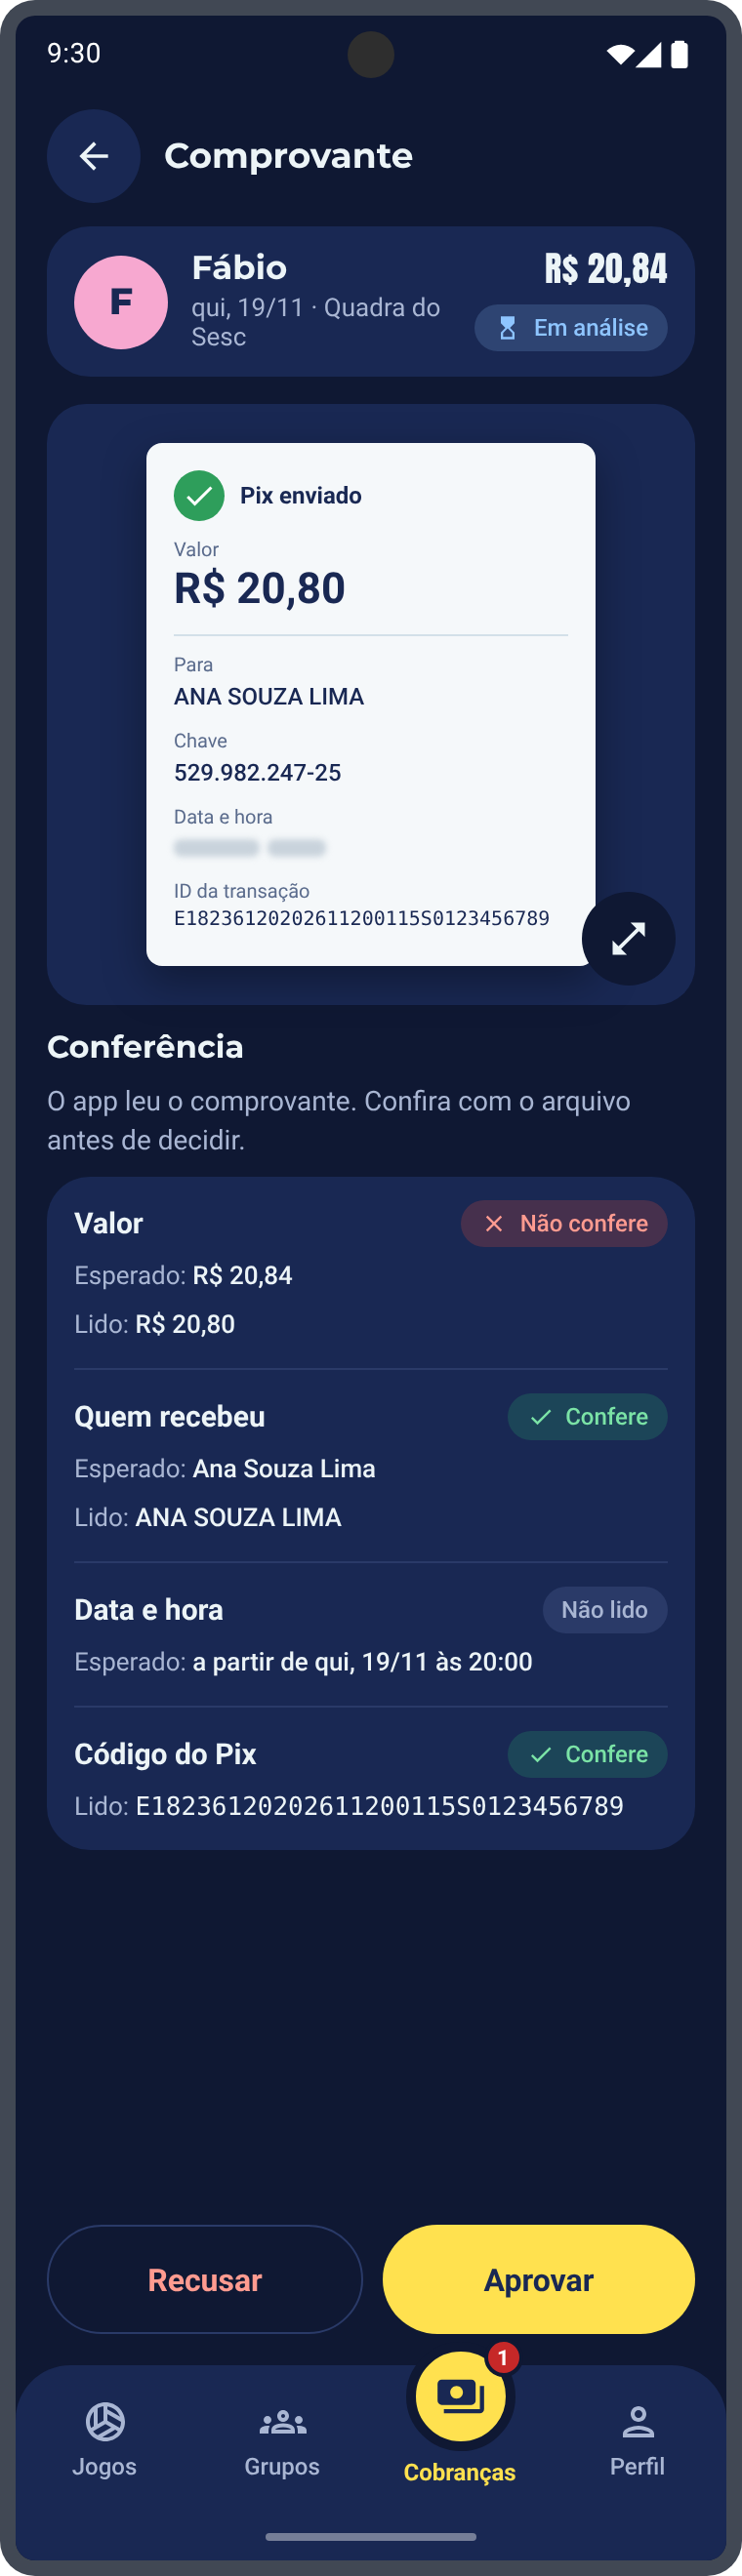 9:30
Comprovante
F
Fábio
qui, 19/11 · Quadra do
Sesc
R$ 20,84
Em análise
Pix enviado
Valor
R$ 20,80
Para
ANA SOUZA LIMA
Chave
529.982.247-25
Data e hora
ID da transação
E18236120202611200115S0123456789
Conferência
O app leu o comprovante. Confira com o arquivo
antes de decidir.
Valor
Não confere
Esperado: R$ 20,84
Lido: R$ 20,80
Quem recebeu
Confere
Esperado: Ana Souza Lima
Lido: ANA SOUZA LIMA
Data e hora
Não lido
Esperado: a partir de qui, 19/11 às 20:00
Código do Pix
Confere
Lido: E18236120202611200115S0123456789
Recusar
Aprovar
1
Jogos
Grupos
Cobranças
Perfil